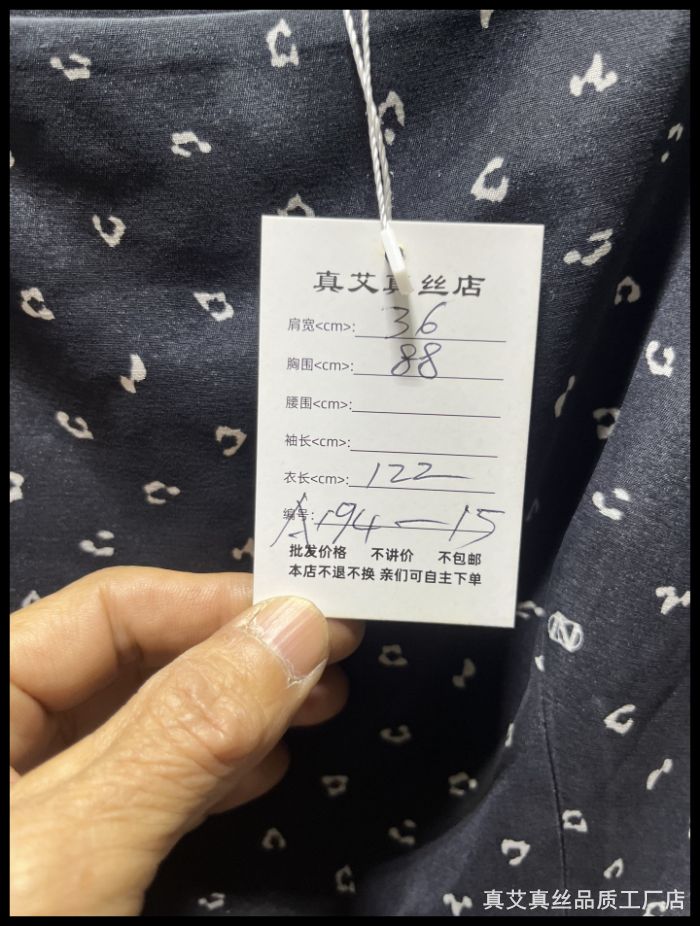 真艾真丝店
肩宽<cm>: 36
胸围<cm>: 88
腰围<cm>:
袖长<cm>:
衣长<cm>: 122
编号: A194-15
批发价格 不讲价 不包邮
本店不退不换 亲们可自主下单
真艾真丝品质工厂店